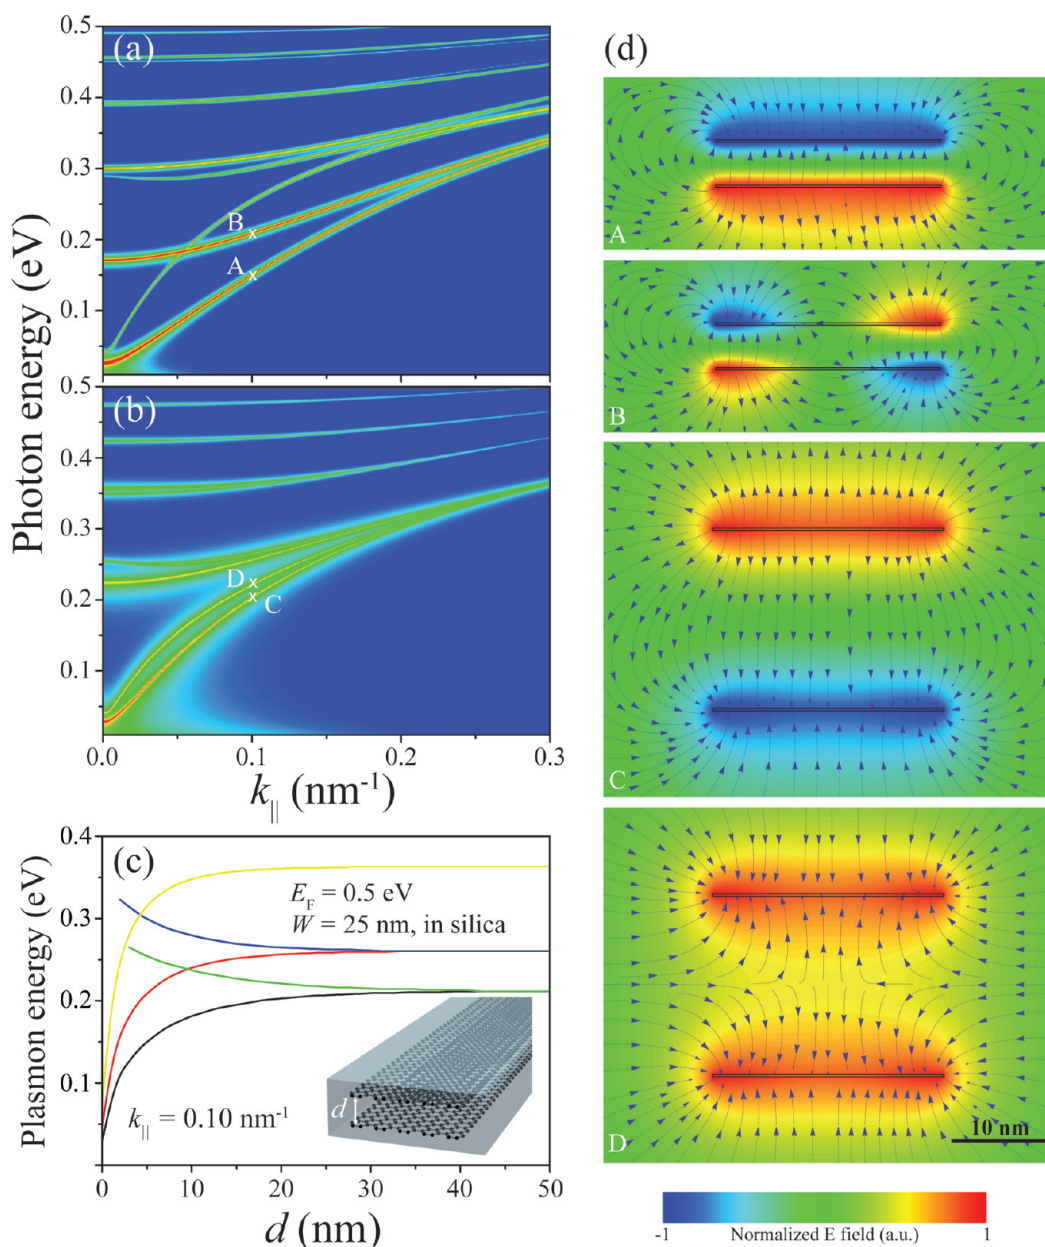 (a)
0.5
0.4
0.3
0.2
0.1
B
A
Photon energy (eV)
(b)
0.5
0.4
0.3
0.2
0.1
D
C
0.0
0.1
0.2
0.3
k|| (nm-1)
(c)
0.4
0.3
0.2
0.1
Plasmon energy (eV)
EF = 0.5 eV
W = 25 nm, in silica
d
k|| = 0.10 nm-1
0
10
20
30
40
50
d (nm)
(d)
A
B
C
D
10 nm
-1
Normalized E field (a.u.)
1